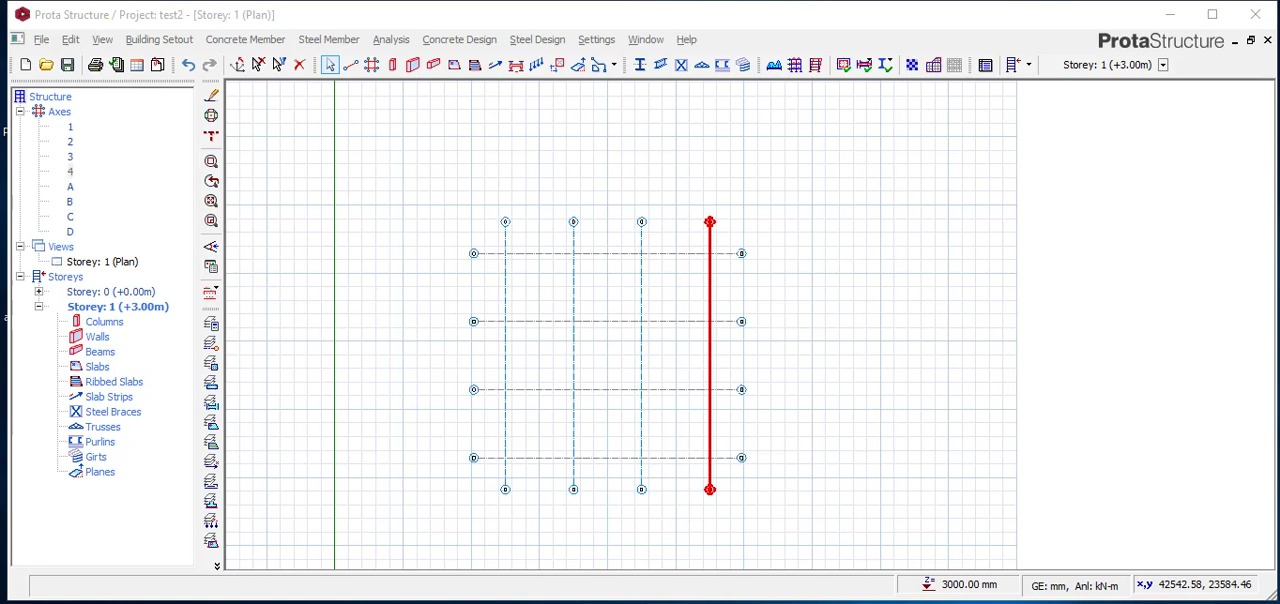 Prota Structure / Project: test2 - [Storey: 1 (Plan)]
File Edit View Building Setout Concrete Member Steel Member Analysis Concrete Design Steel Design Settings Window Help
ProtaStructure
Storey: 1 (+3.00m)
Structure
Axes
1
2
3
4
A
B
C
D
Views
Storey: 1 (Plan)
Storeys
Storey: 0 (+0.00m)
Storey: 1 (+3.00m)
Columns
Walls
Beams
Slabs
Ribbed Slabs
Slab Strips
Steel Braces
Trusses
Purlins
Girts
Planes
Z= 3000.00 mm GE: mm, Anl: kN-m x,y 42542.58, 23584.46